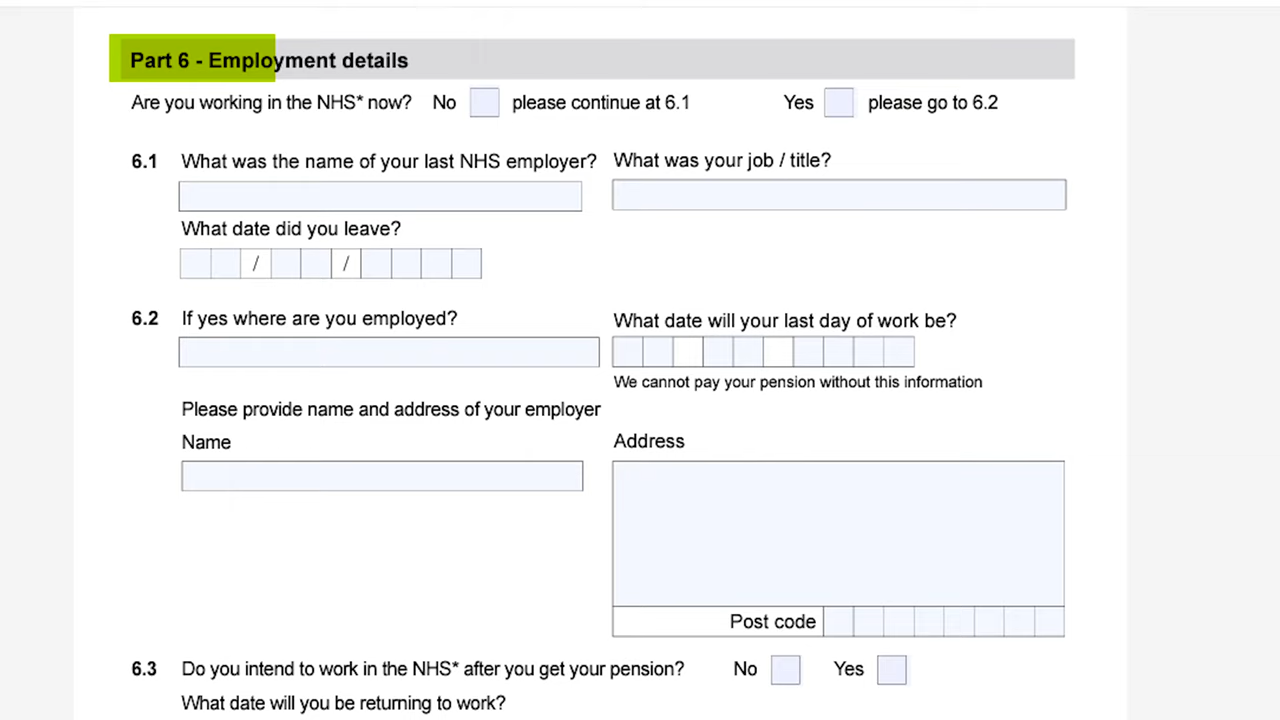 Part 6 - Employment details
Are you working in the NHS* now? No please continue at 6.1 Yes please go to 6.2
6.1 What was the name of your last NHS employer? What was your job / title?
What date did you leave?
/ /
6.2 If yes where are you employed? What date will your last day of work be?
We cannot pay your pension without this information
Please provide name and address of your employer
Name Address
Post code
6.3 Do you intend to work in the NHS* after you get your pension? No Yes
What date will you be returning to work?